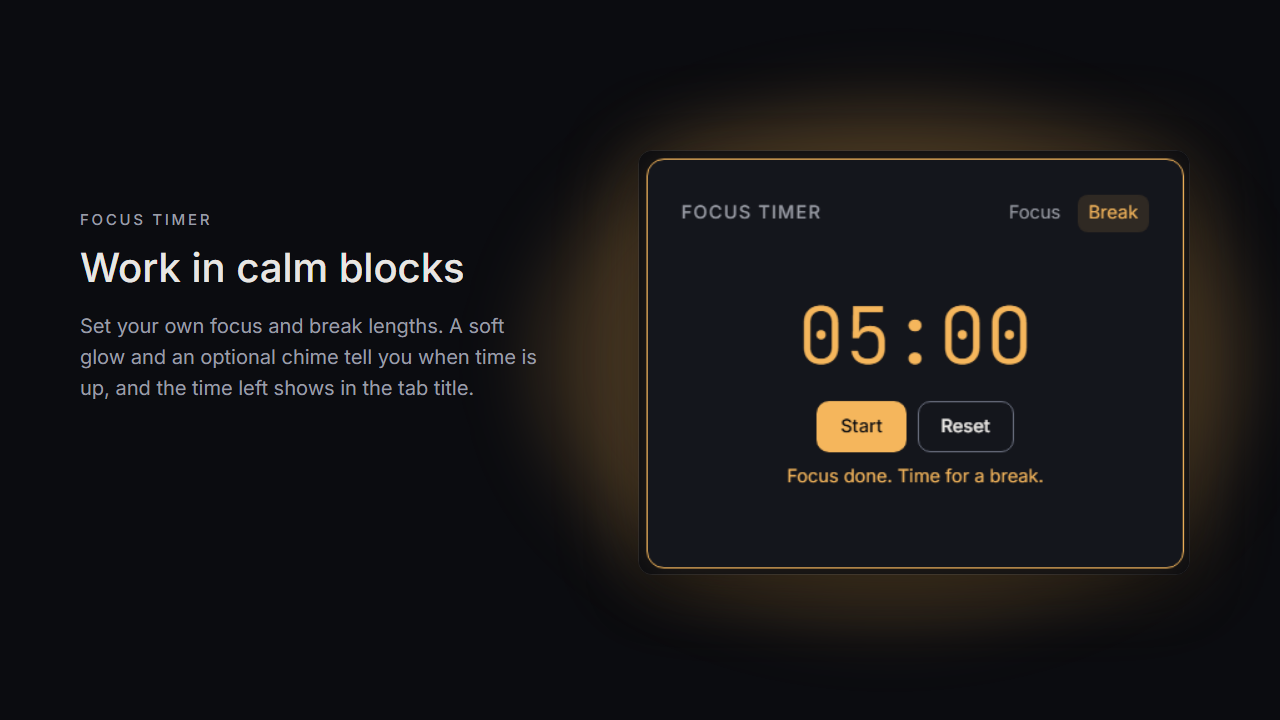 FOCUS TIMER
Work in calm blocks
Set your own focus and break lengths. A soft
glow and an optional chime tell you when time is
up, and the time left shows in the tab title.
FOCUS TIMER
Focus Break
05:00
Start Reset
Focus done. Time for a break.